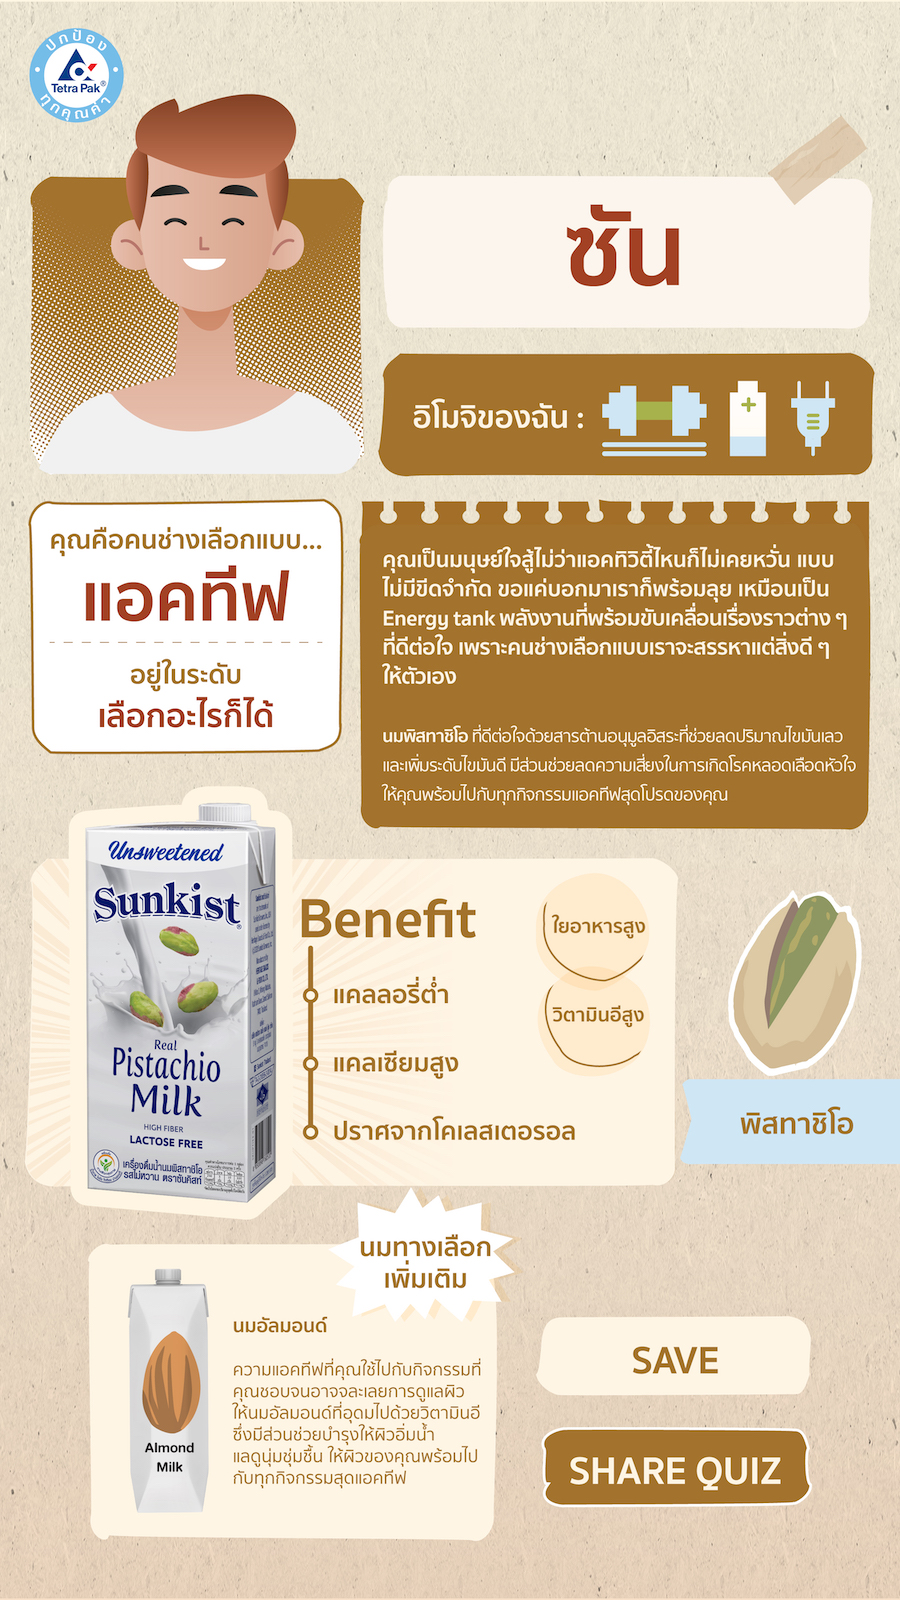 ปกป้อง
Tetra Pak®
ทุกคุณค่า
ซัน
อิโมจิของฉัน :
คุณคือคนช่างเลือกแบบ...
แอคทีฟ
อยู่ในระดับ
เลือกอะไรก็ได้
คุณเป็นมนุษย์ใจสู้ไม่ว่าแอคทิวิตี้ไหนก็ไม่เคยหวั่น แบบ
ไม่มีขีดจำกัด ขอแค่บอกมาเราก็พร้อมลุย เหมือนเป็น
Energy tank พลังงานที่พร้อมขับเคลื่อนเรื่องราวต่าง ๆ
ที่ดีต่อใจ เพราะคนช่างเลือกแบบเราจะสรรหาแต่สิ่งดี ๆ
ให้ตัวเอง
นมพิสทาชิโอ ที่ดีต่อใจด้วยสารต้านอนุมูลอิสระที่ช่วยลดปริมาณไขมันเลว
และเพิ่มระดับไขมันดี มีส่วนช่วยลดความเสี่ยงในการเกิดโรคหลอดเลือดหัวใจ
ให้คุณพร้อมไปกับทุกกิจกรรมแอคทีฟสุดโปรดของคุณ
Unsweetened
Sunkist®
Real
Pistachio
Milk
HIGH FIBER
LACTOSE FREE
เครื่องดื่มน้ำนมพิสทาชิโอ
รสไม่หวาน ตราซันคิสท์
Benefit
แคลลอรี่ต่ำ
แคลเซียมสูง
ปราศจากโคเลสเตอรอล
ใยอาหารสูง
วิตามินอีสูง
พิสทาชิโอ
นมทางเลือก
เพิ่มเติม
นมอัลมอนด์
ความแอคทีฟที่คุณใช้ไปกับกิจกรรมที่
คุณชอบจนอาจจละเลยการดูแลผิว
ให้นมอัลมอนด์ที่อุดมไปด้วยวิตามินอี
ซึ่งมีส่วนช่วยบำรุงให้ผิวอิ่มน้ำ
แลดูนุ่มชุ่มชื้น ให้ผิวของคุณพร้อมไป
กับทุกกิจกรรมสุดแอคทีฟ
Almond
Milk
SAVE
SHARE QUIZ